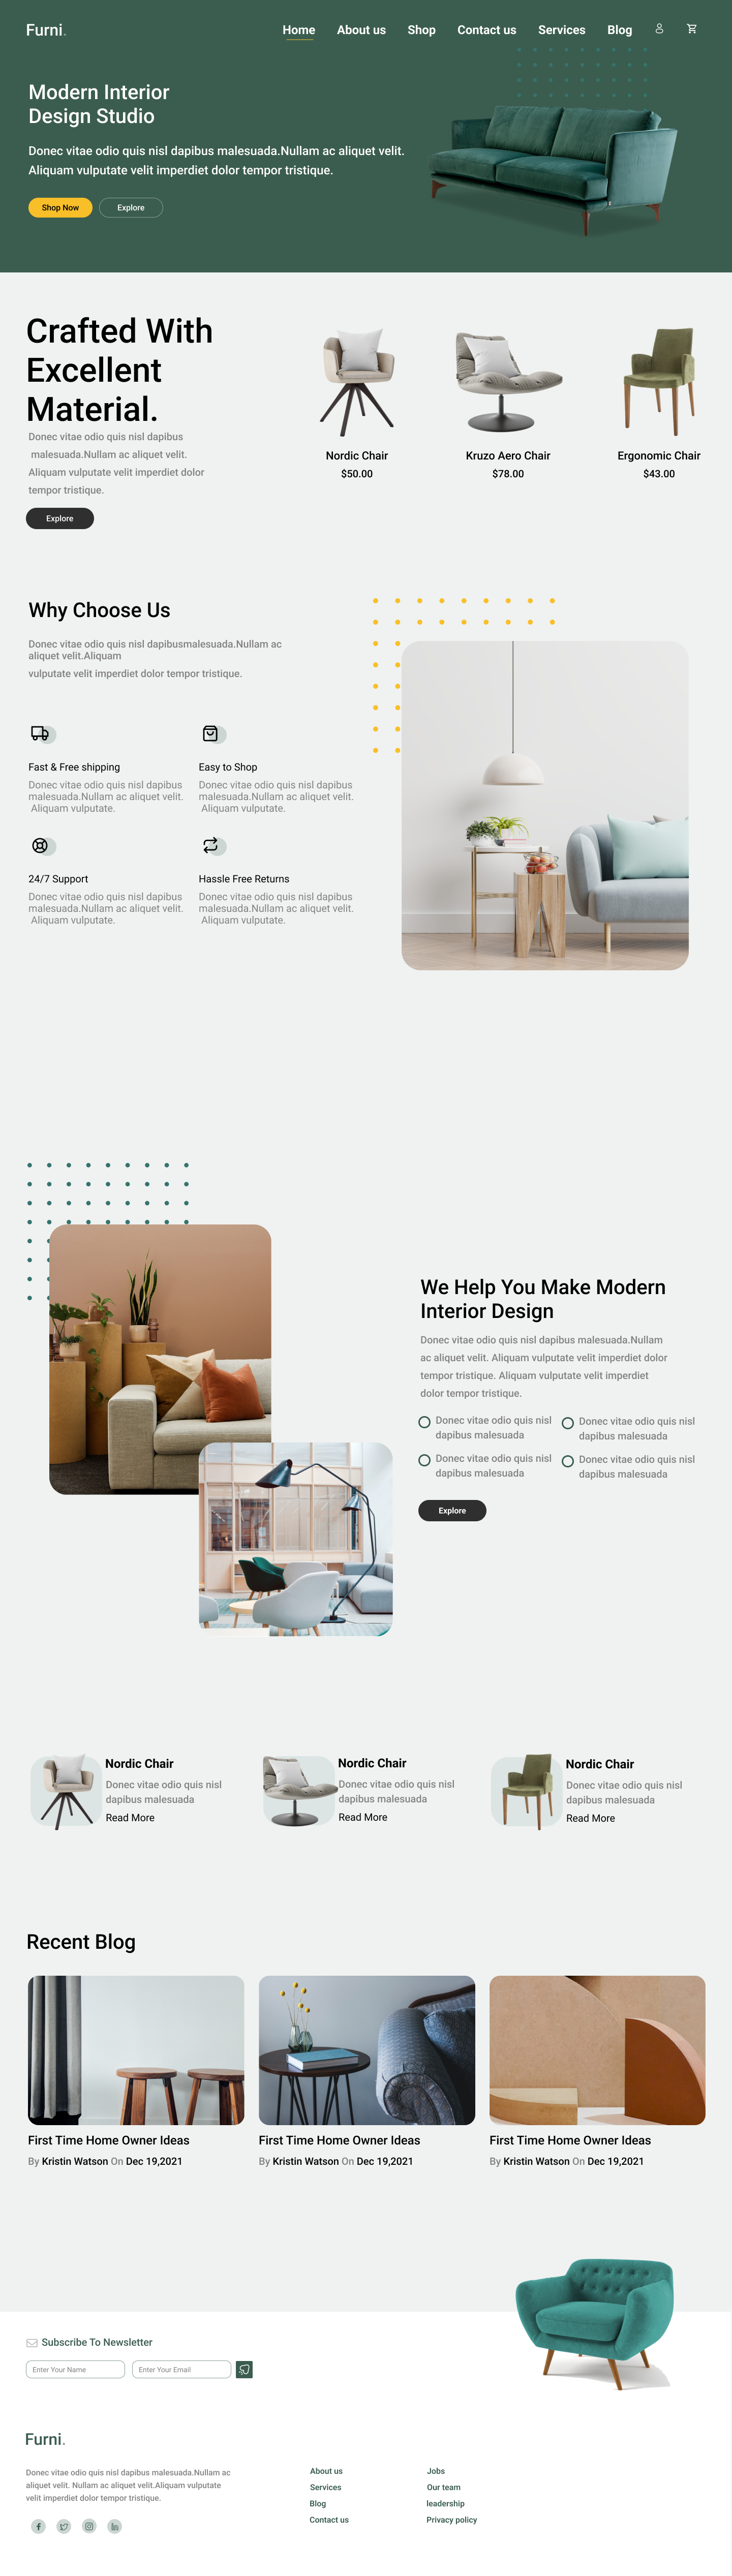 Furni.
Home About us Shop Contact us Services Blog
Modern Interior
Design Studio
Donec vitae odio quis nisl dapibus malesuada.Nullam ac aliquet velit.
Aliquam vulputate velit imperdiet dolor tempor tristique.
Shop Now Explore
Crafted With
Excellent
Material.
Donec vitae odio quis nisl dapibus
malesuada.Nullam ac aliquet velit.
Aliquam vulputate velit imperdiet dolor
tempor tristique.
Explore
Nordic Chair
$50.00
Kruzo Aero Chair
$78.00
Ergonomic Chair
$43.00
Why Choose Us
Donec vitae odio quis nisl dapibusmalesuada.Nullam ac
aliquet velit.Aliquam
vulputate velit imperdiet dolor tempor tristique.
Fast & Free shipping
Donec vitae odio quis nisl dapibus
malesuada.Nullam ac aliquet velit.
Aliquam vulputate.
Easy to Shop
Donec vitae odio quis nisl dapibus
malesuada.Nullam ac aliquet velit.
Aliquam vulputate.
24/7 Support
Donec vitae odio quis nisl dapibus
malesuada.Nullam ac aliquet velit.
Aliquam vulputate.
Hassle Free Returns
Donec vitae odio quis nisl dapibus
malesuada.Nullam ac aliquet velit.
Aliquam vulputate.
We Help You Make Modern
Interior Design
Donec vitae odio quis nisl dapibus malesuada.Nullam
ac aliquet velit. Aliquam vulputate velit imperdiet dolor
tempor tristique. Aliquam vulputate velit imperdiet
dolor tempor tristique.
Donec vitae odio quis nisl
dapibus malesuada
Donec vitae odio quis nisl
dapibus malesuada
Donec vitae odio quis nisl
dapibus malesuada
Donec vitae odio quis nisl
dapibus malesuada
Explore
Nordic Chair
Donec vitae odio quis nisl
dapibus malesuada
Read More
Nordic Chair
Donec vitae odio quis nisl
dapibus malesuada
Read More
Nordic Chair
Donec vitae odio quis nisl
dapibus malesuada
Read More
Recent Blog
First Time Home Owner Ideas
By Kristin Watson On Dec 19,2021
First Time Home Owner Ideas
By Kristin Watson On Dec 19,2021
First Time Home Owner Ideas
By Kristin Watson On Dec 19,2021
Subscribe To Newsletter
Enter Your Name Enter Your Email
Furni.
Donec vitae odio quis nisl dapibus malesuada.Nullam ac
aliquet velit. Nullam ac aliquet velit.Aliquam vulputate
velit imperdiet dolor tempor tristique.
About us
Services
Blog
Contact us
Jobs
Our team
leadership
Privacy policy